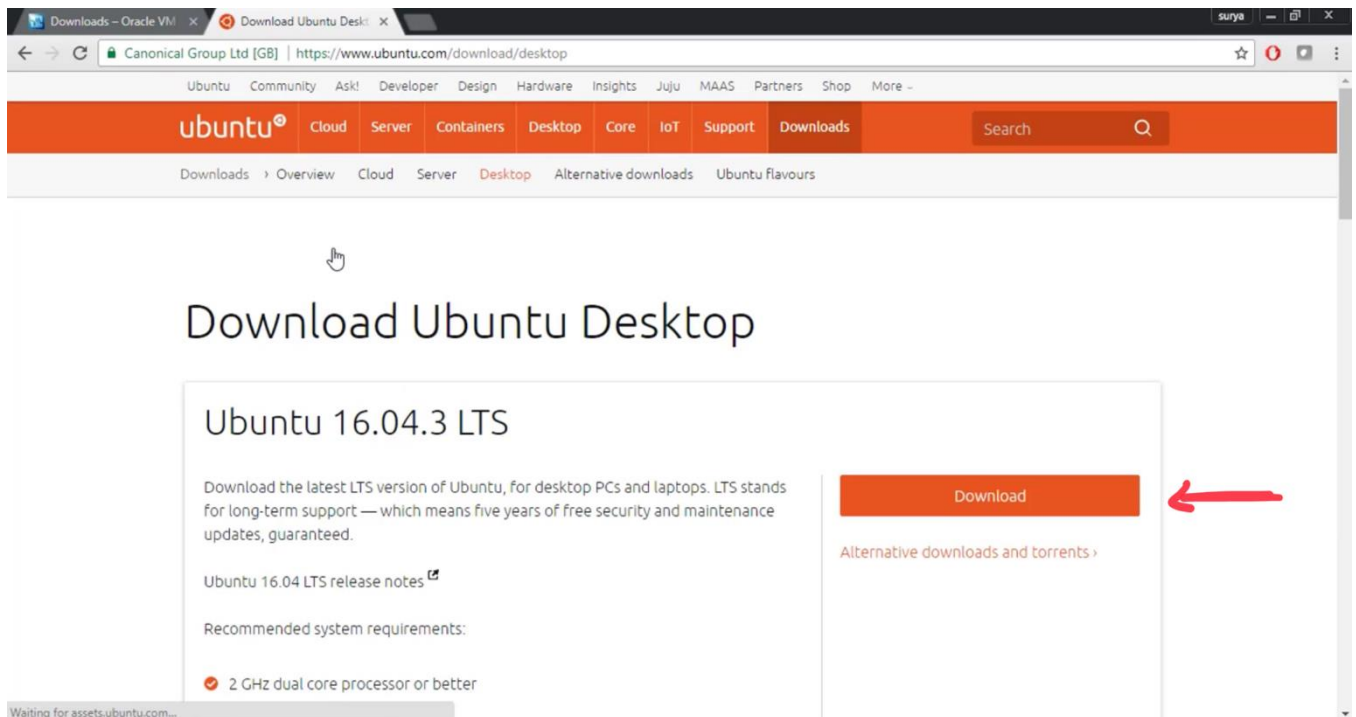 Downloads – Oracle VM
Download Ubuntu Desk
surya
Canonical Group Ltd [GB] | https://www.ubuntu.com/download/desktop
Ubuntu Community Ask! Developer Design Hardware Insights Juju MAAS Partners Shop More
ubuntu Cloud Server Containers Desktop Core IoT Support Downloads Search
Downloads › Overview Cloud Server Desktop Alternative downloads Ubuntu flavours
Download Ubuntu Desktop
Ubuntu 16.04.3 LTS
Download the latest LTS version of Ubuntu, for desktop PCs and laptops. LTS stands
for long-term support — which means five years of free security and maintenance
updates, guaranteed.
Download
Alternative downloads and torrents ›
Ubuntu 16.04 LTS release notes
Recommended system requirements:
2 GHz dual core processor or better
Waiting for assets.ubuntu.com...